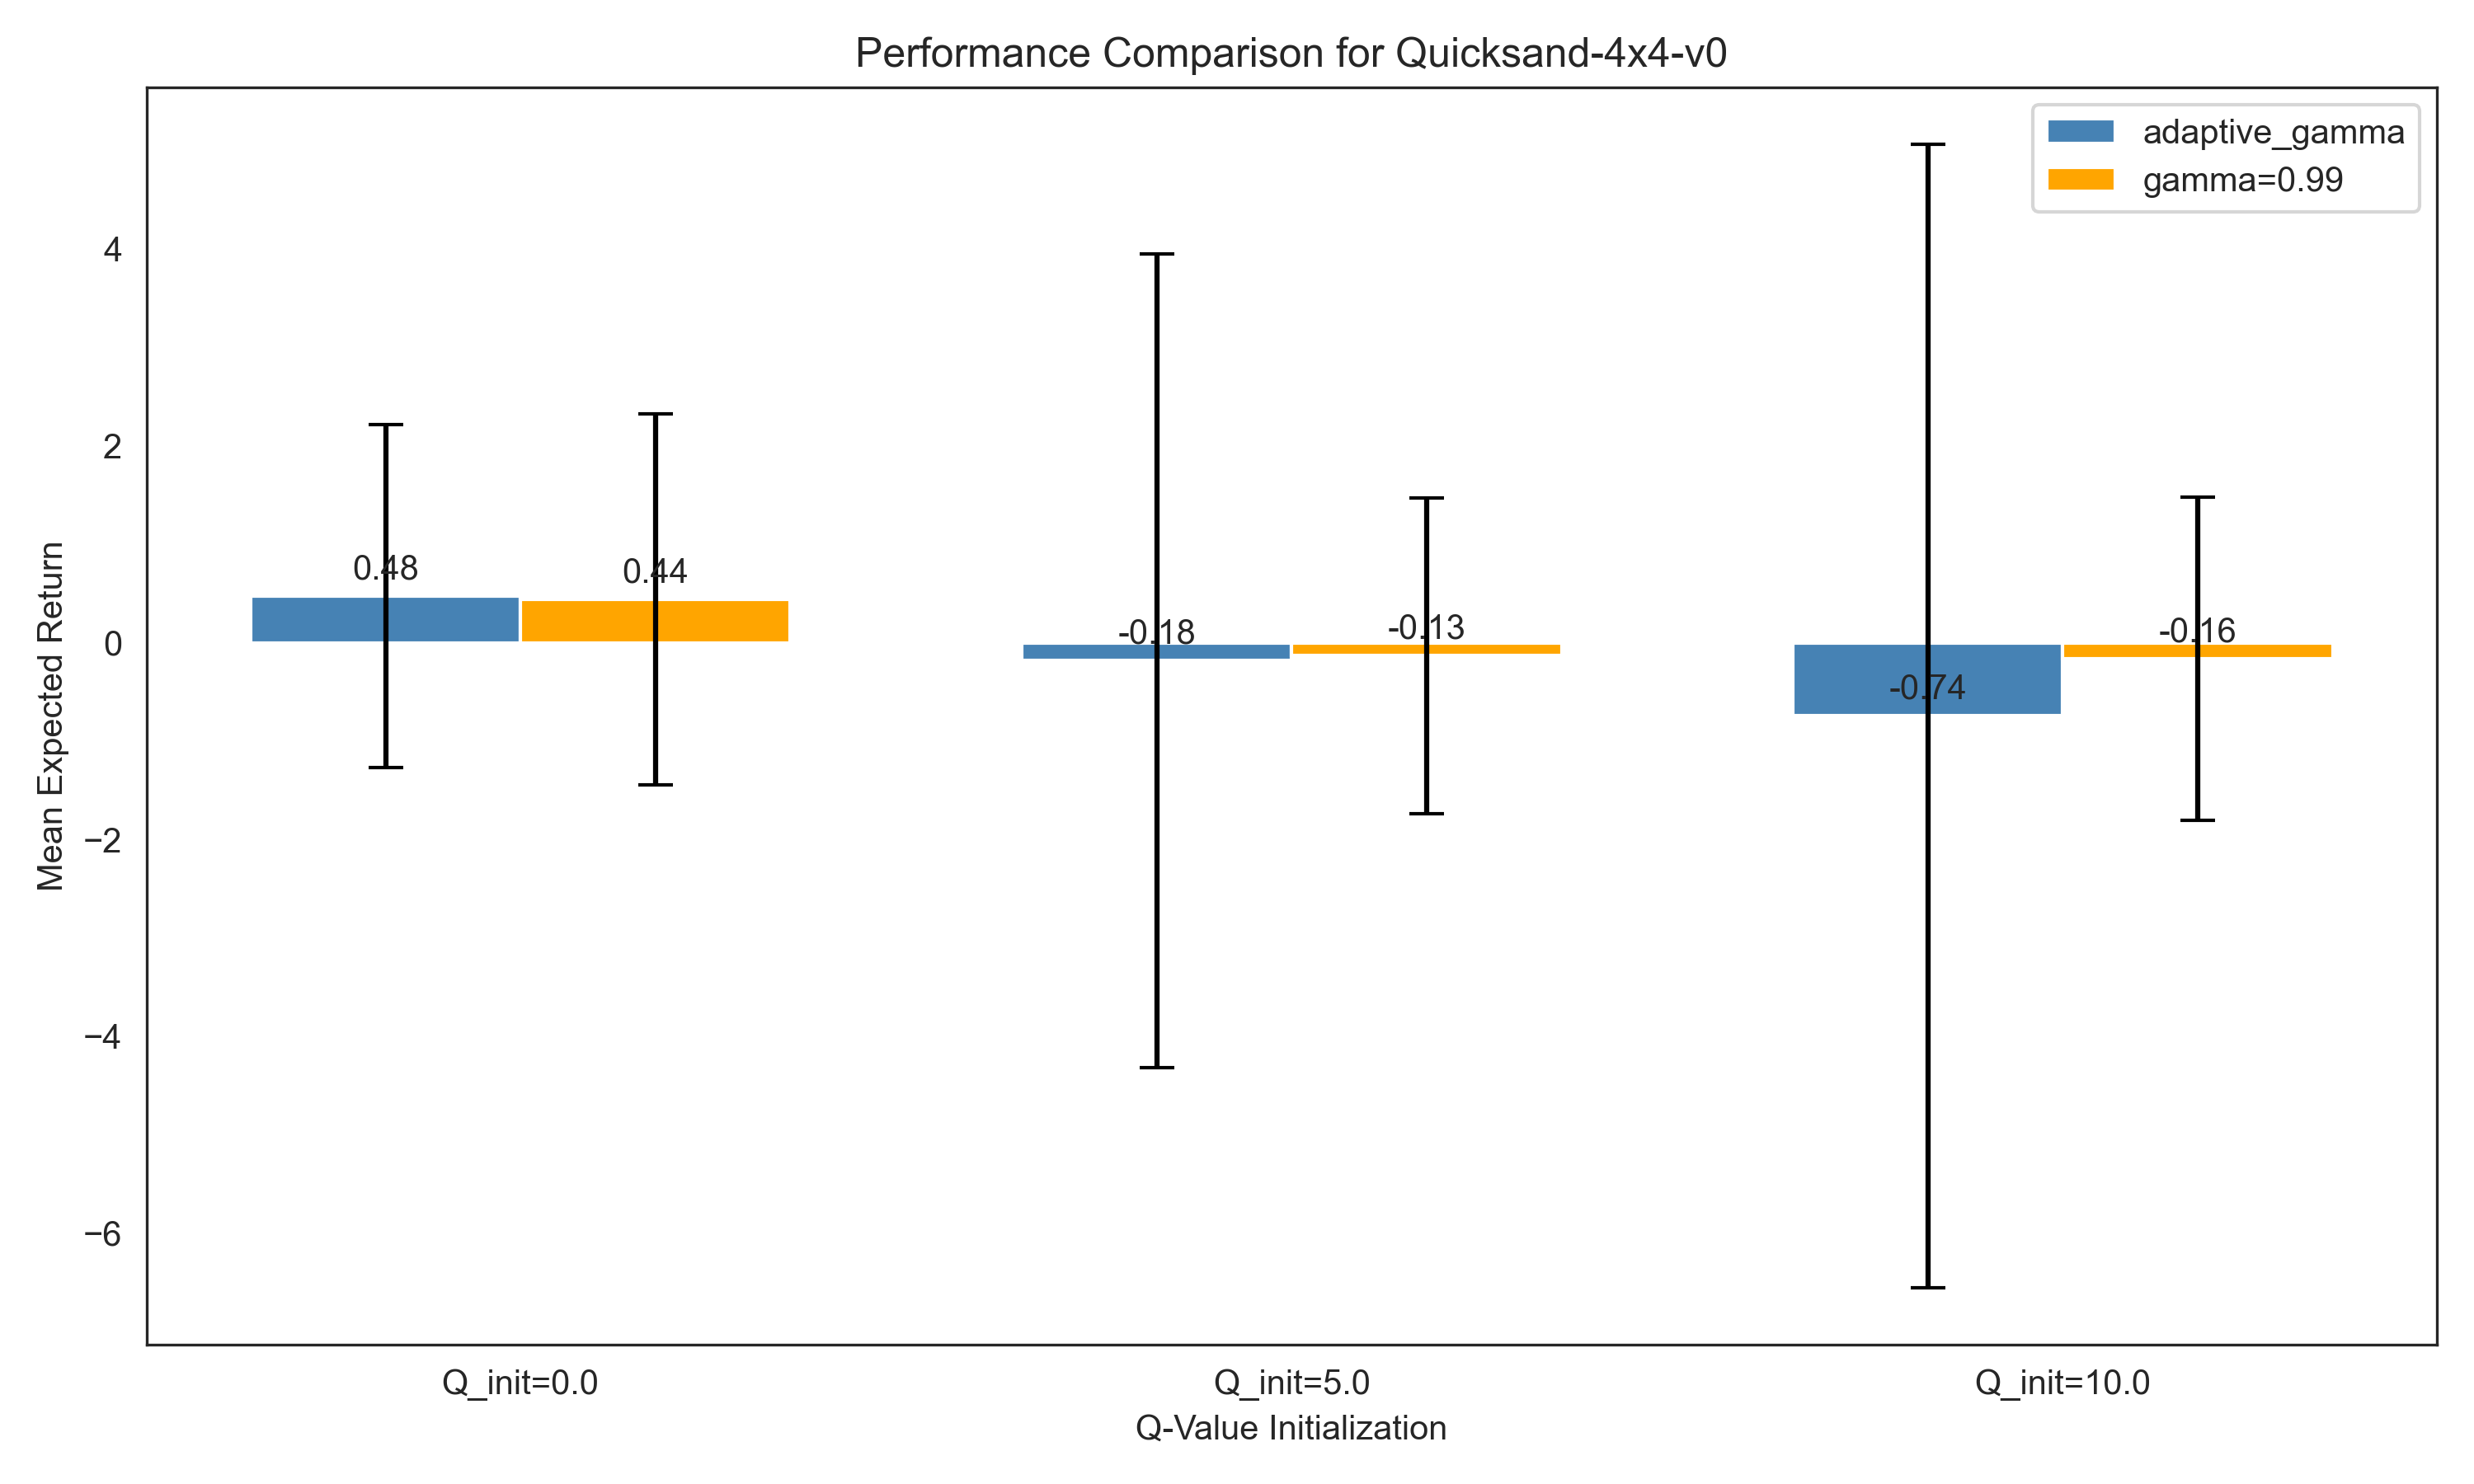 Performance Comparison for Quicksand-4x4-v0
adaptive_gamma
gamma=0.99
Mean Expected Return
4
2
0
−2
−4
−6
0.48
0.44
-0.18
-0.13
-0.74
-0.16
Q_init=0.0
Q_init=5.0
Q_init=10.0
Q-Value Initialization